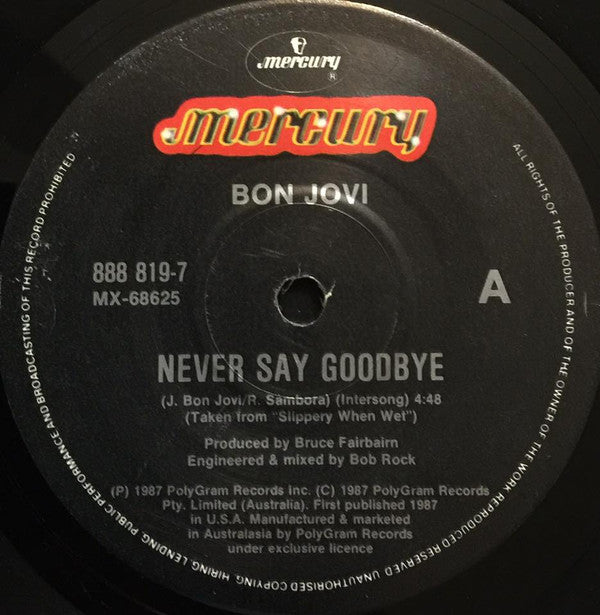 mercury
®
mercury
BON JOVI
888 819-7
MX-68625
A
NEVER SAY GOODBYE
(J. Bon Jovi/R. Sambora) (Intersong) 4:48
(Taken from "Slippery When Wet")
Produced by Bruce Fairbairn
Engineered & mixed by Bob Rock
(P) 1987 PolyGram Records Inc. (C) 1987 PolyGram Records
Pty. Limited (Australia). First published 1987
in U.S.A. Manufactured & marketed
in Australasia by PolyGram Records
under exclusive licence
ALL RIGHTS OF THE PRODUCER AND OF THE OWNER OF THE WORK REPRODUCED RESERVED UNAUTHORISED COPYING, HIRING, LENDING, PUBLIC PERFORMANCE AND BROADCASTING OF THIS RECORD PROHIBITED